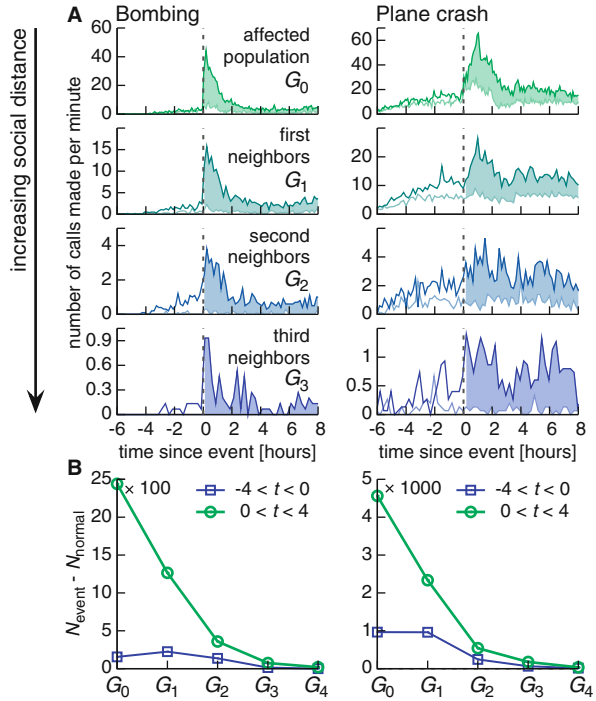 A Bombing
Plane crash
increasing social distance
number of calls made per minute
60
40
20
0
affected
population
G0
60
40
20
0
15
10
5
0
first
neighbors
G1
20
10
0
4
2
0
second
neighbors
G2
4
2
0
0.9
0.6
0.3
0
third
neighbors
G3
1
0.5
0
-6 -4 -2 0 2 4 6 8
-6 -4 -2 0 2 4 6 8
time since event [hours]
time since event [hours]
B
Nevent - Nnormal
25
20
15
10
5
0
× 100
-4 < t < 0
0 < t < 4
5
4
3
2
1
0
× 1000
-4 < t < 0
0 < t < 4
G0 G1 G2 G3 G4
G0 G1 G2 G3 G4